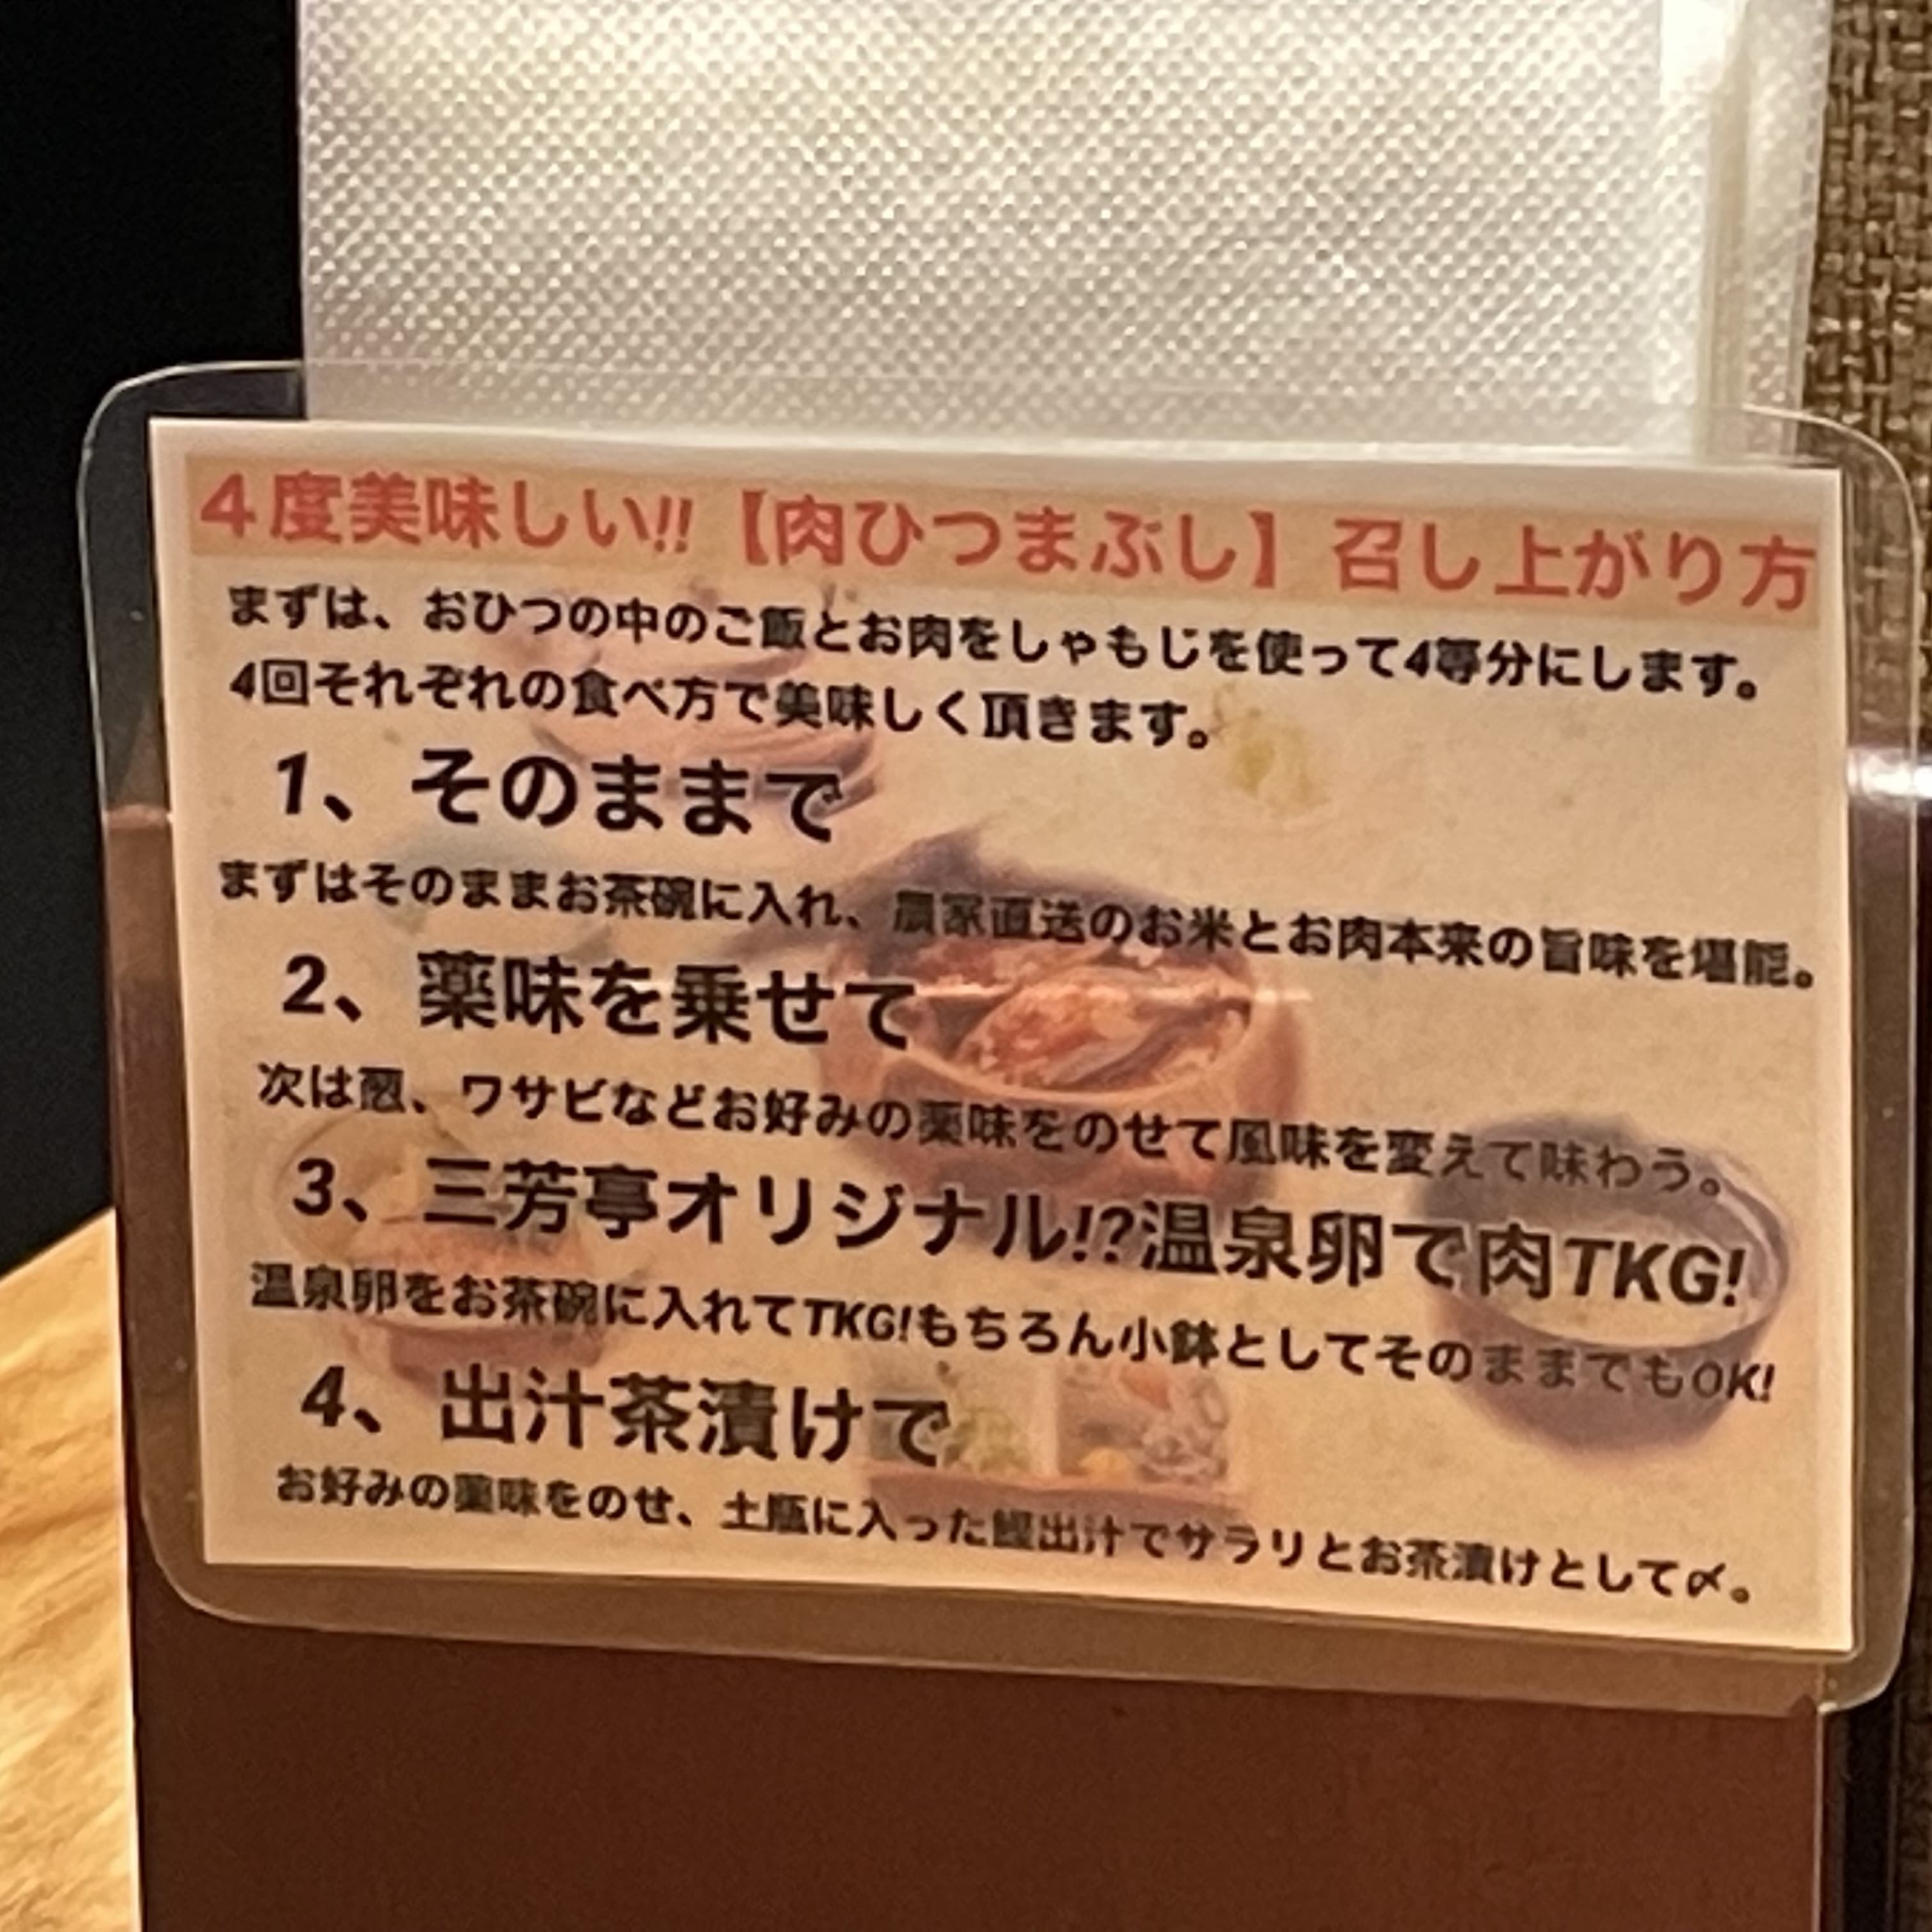 ４度美味しい!!【肉ひつまぶし】召し上がり方
まずは、おひつの中のご飯とお肉をしゃもじを使って4等分にします。
4回それぞれの食べ方で美味しく頂きます。
1、そのままで
まずはそのままお茶碗に入れ、農家直送のお米とお肉本来の旨味を堪能。
2、薬味を乗せて
次は葱、ワサビなどお好みの薬味をのせて風味を変えて味わう。
3、三芳亭オリジナル!?温泉卵で肉TKG!
温泉卵をお茶碗に入れてTKG!もちろん小鉢としてそのままでもOK!
4、出汁茶漬けで
お好みの薬味をのせ、土瓶に入った鰹出汁でサラリとお茶漬けとして〆。